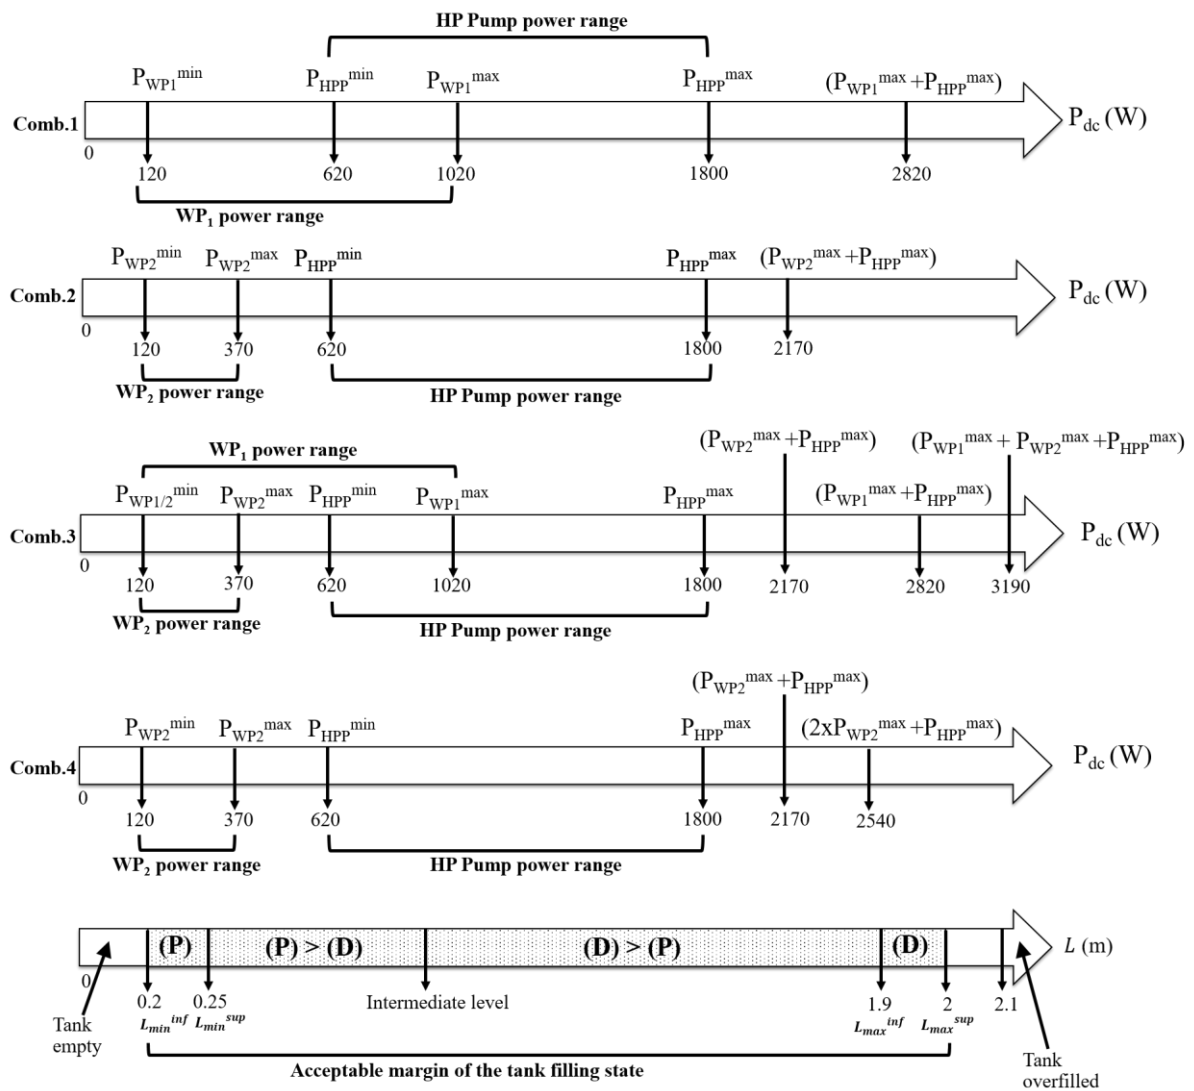 HP Pump power range
P_WP1^min P_HPP^min P_WP1^max P_HPP^max (P_WP1^max +P_HPP^max)
Comb.1 P_dc (W)
0 120 620 1020 1800 2820
WP_1 power range
P_WP2^min P_WP2^max P_HPP^min P_HPP^max (P_WP2^max +P_HPP^max)
Comb.2 P_dc (W)
0 120 370 620 1800 2170
WP_2 power range HP Pump power range
(P_WP2^max +P_HPP^max) (P_WP1^max + P_WP2^max +P_HPP^max)
WP_1 power range
P_WP1/2^min P_WP2^max P_HPP^min P_WP1^max P_HPP^max (P_WP1^max +P_HPP^max)
Comb.3 P_dc (W)
0 120 370 620 1020 1800 2170 2820 3190
WP_2 power range HP Pump power range
(P_WP2^max +P_HPP^max)
P_WP2^min P_WP2^max P_HPP^min P_HPP^max (2xP_WP2^max +P_HPP^max)
Comb.4 P_dc (W)
0 120 370 620 1800 2170 2540
WP_2 power range HP Pump power range
(P) (P) > (D) (D) > (P) (D) L (m)
0 0.2 0.25 Intermediate level 1.9 2 2.1
L_min^inf L_min^sup L_max^inf L_max^sup
Tank
empty
Acceptable margin of the tank filling state
Tank
overfilled